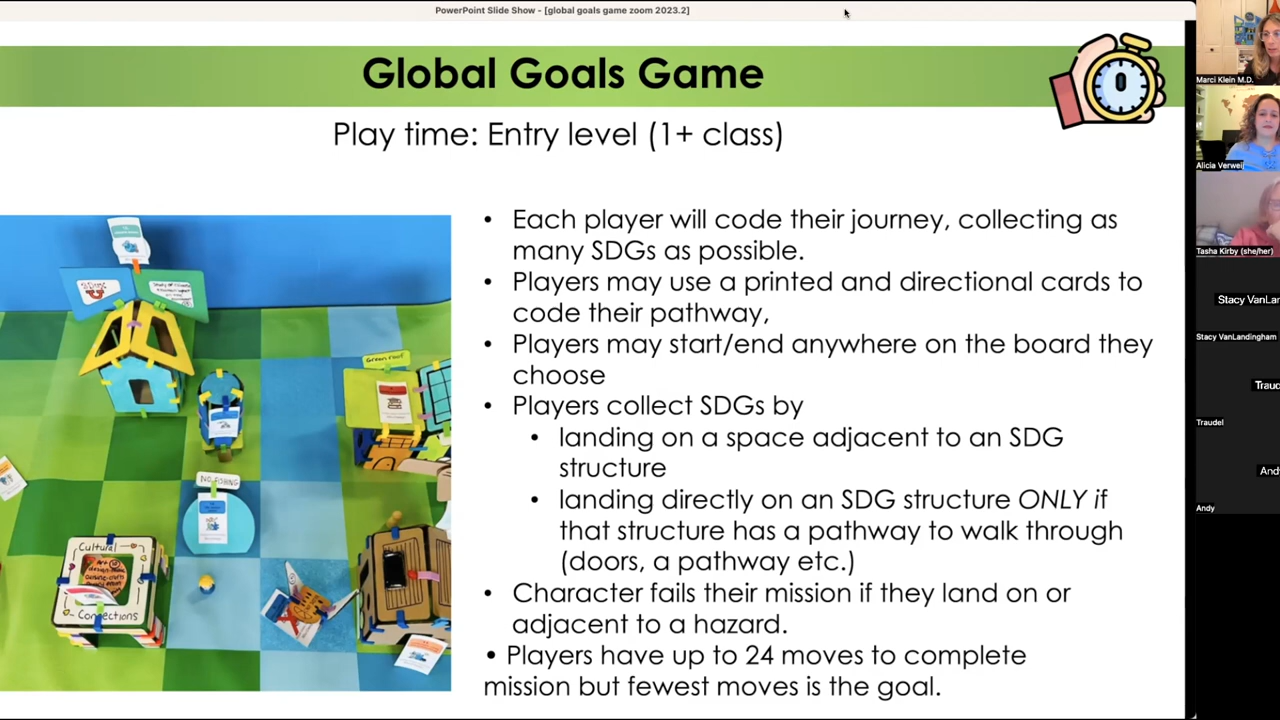 PowerPoint Slide Show - [global goals game zoom 2023.2]
Global Goals Game
Play time: Entry level (1+ class)
• Each player will code their journey, collecting as
many SDGs as possible.
• Players may use a printed and directional cards to
code their pathway,
• Players may start/end anywhere on the board they
choose
• Players collect SDGs by
• landing on a space adjacent to an SDG
structure
• landing directly on an SDG structure ONLY if
that structure has a pathway to walk through
(doors, a pathway etc.)
• Character fails their mission if they land on or
adjacent to a hazard.
• Players have up to 24 moves to complete
mission but fewest moves is the goal.
Green roof
NO FISHING
Cultural
Connections
Marci Klein M.D.
Alicia Verweij
Tasha Kirby (she/her)
Stacy VanLan
Stacy VanLandingham
Traud
Traudel
Andy
Andy